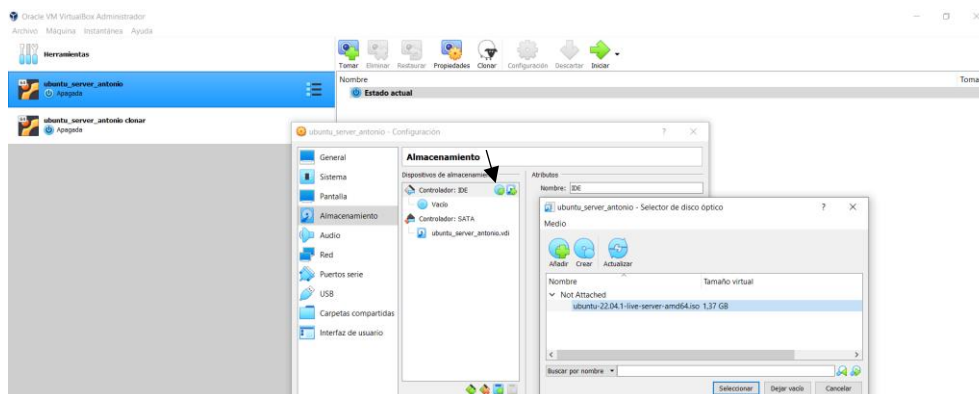 Oracle VM VirtualBox Administrador
Archivo Máquina Instantánea Ayuda
Herramientas
Tomar Eliminar Restaurar Propiedades Clonar Configuración Descartar Iniciar
ubuntu_server_antonio
Apagada
Nombre Toma
Estado actual
ubuntu_server_antonio clonar
Apagada
ubuntu_server_antonio - Configuración ? ×
General
Sistema
Pantalla
Almacenamiento
Audio
Red
Puertos serie
USB
Carpetas compartidas
Interfaz de usuario
Almacenamiento
Dispositivos de almacenamie
Controlador: IDE
Vacío
Controlador: SATA
ubuntu_server_antonio.vdi
Atributos
Nombre: IDE
ubuntu_server_antonio - Selector de disco óptico ? ×
Medio
Añadir Crear Actualizar
Nombre Tamaño virtual
Not Attached
ubuntu-22.04.1-live-server-amd64.iso 1,37 GB
Buscar por nombre
Seleccionar Dejar vacío Cancelar